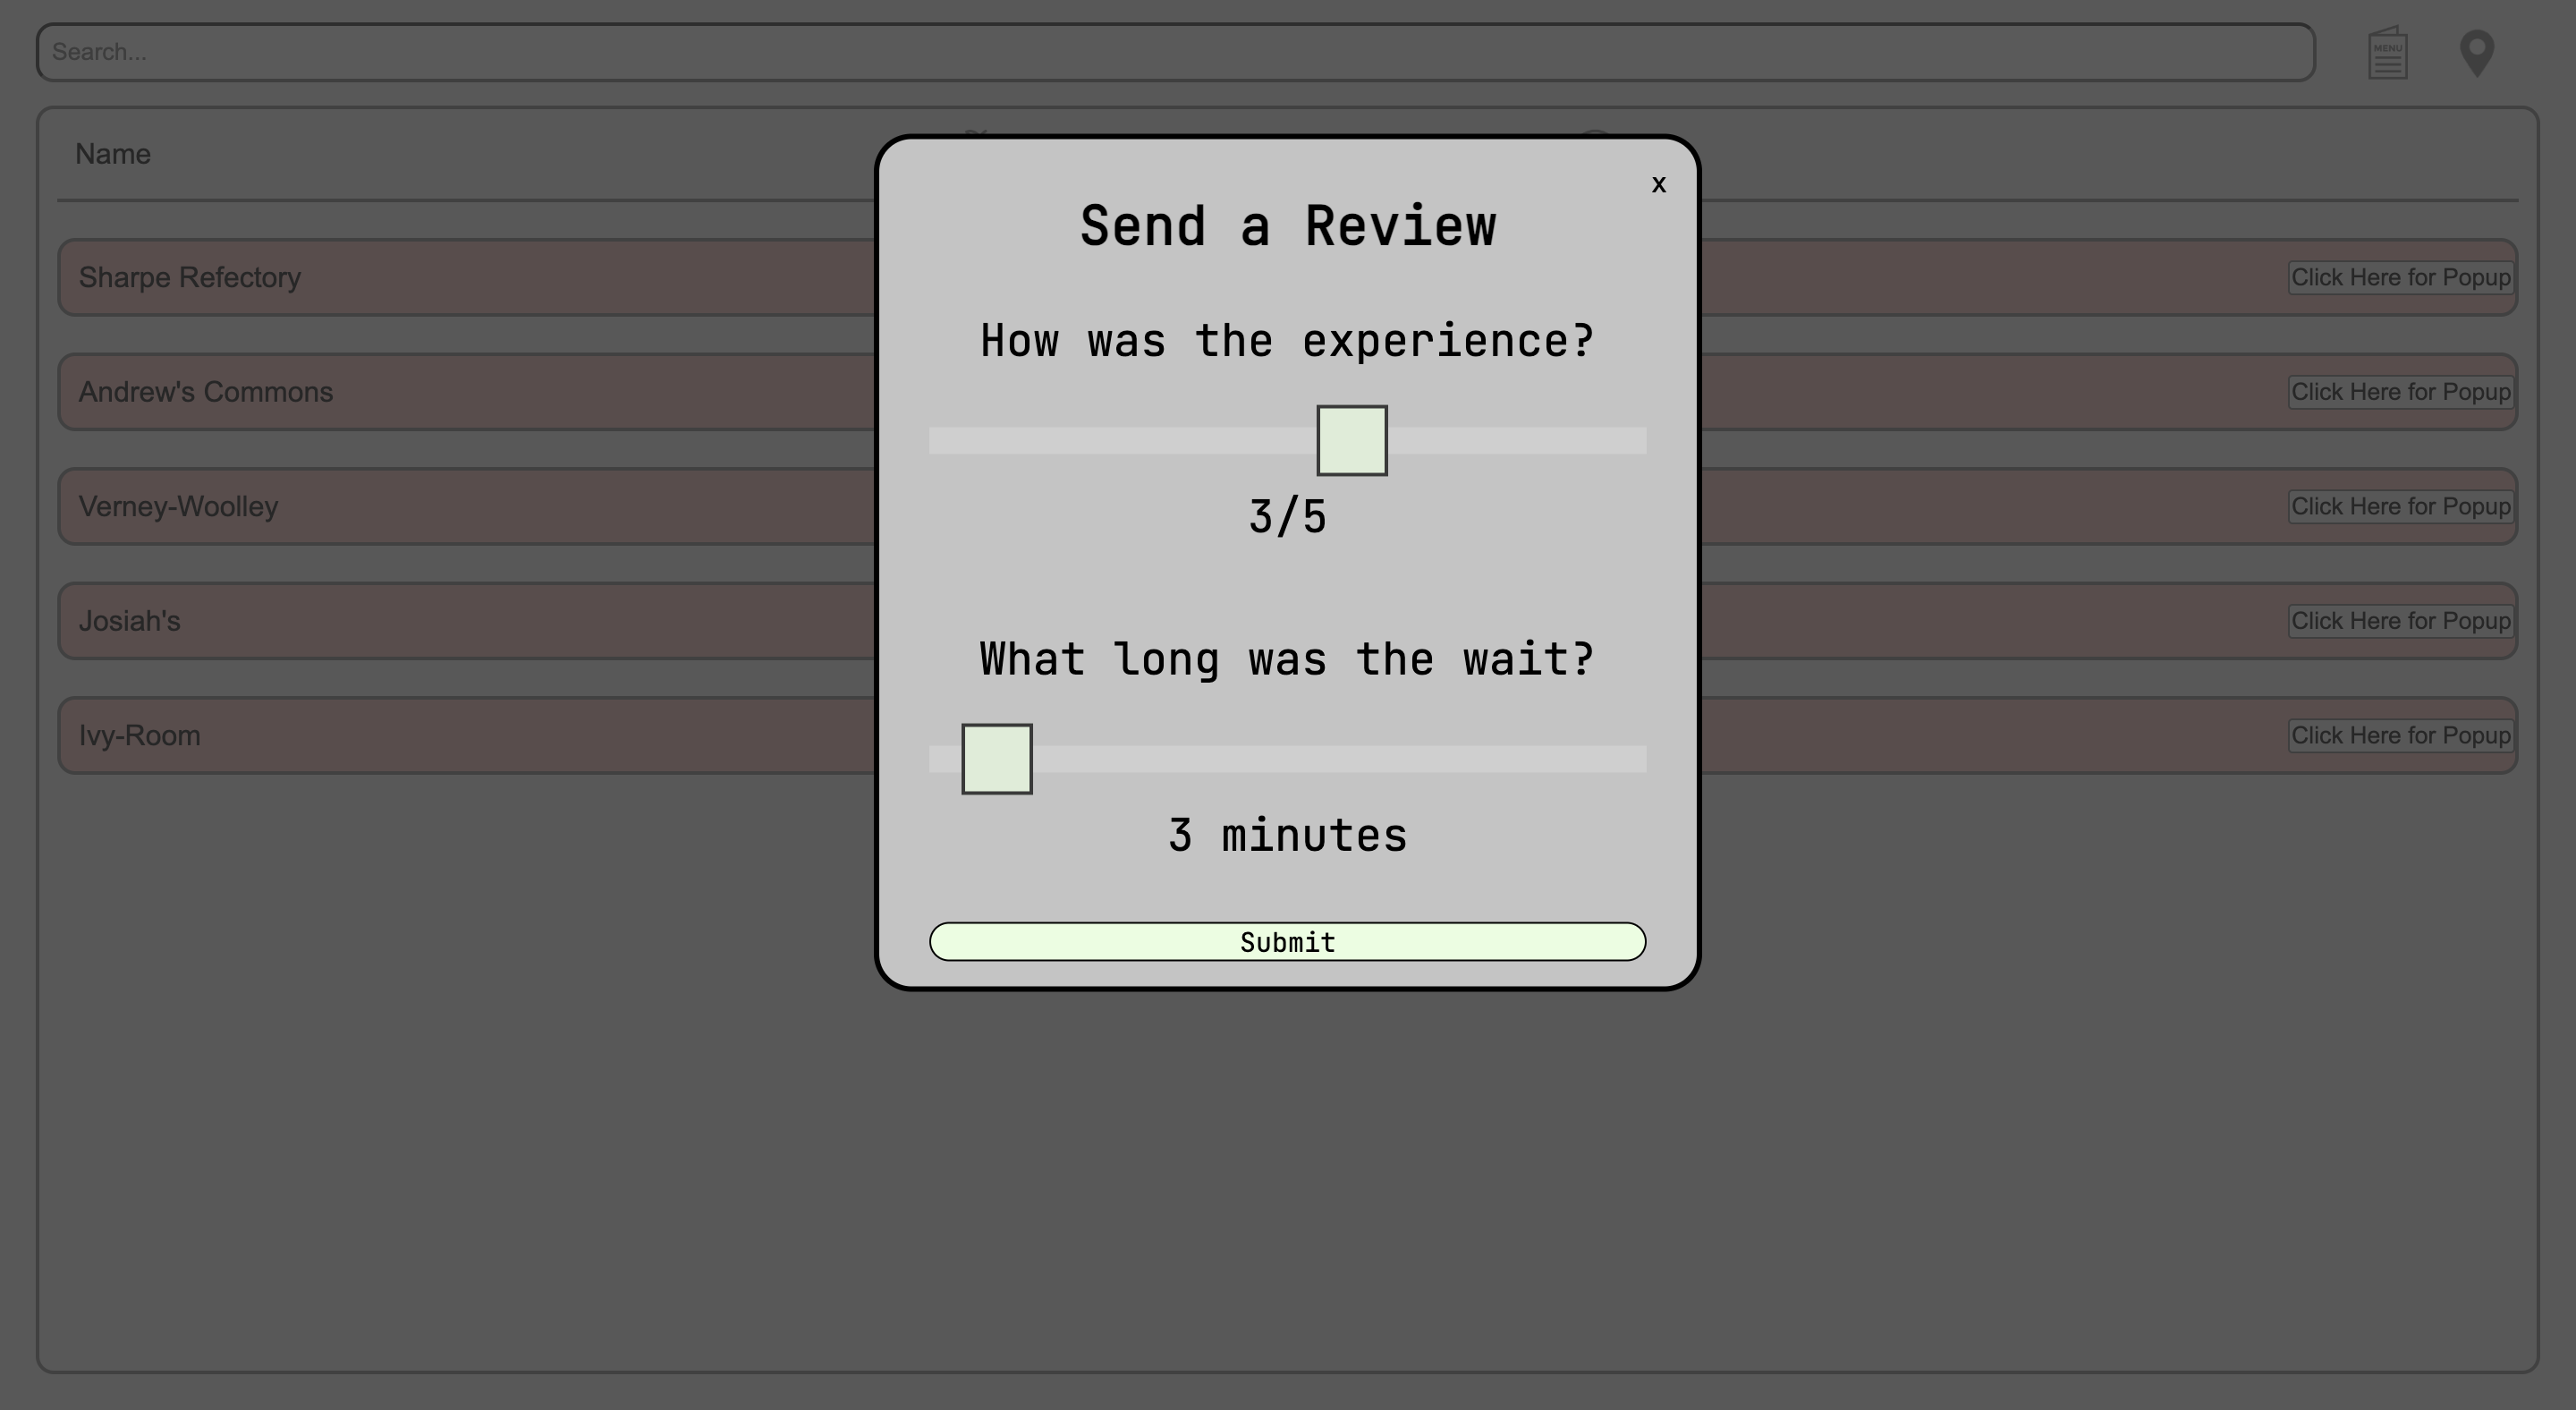 Search...
MENU
Name
x
Send a Review
Sharpe Refectory
Click Here for Popup
How was the experience?
Andrew's Commons
Click Here for Popup
3/5
Verney-Woolley
Click Here for Popup
Josiah's
Click Here for Popup
What long was the wait?
Ivy-Room
Click Here for Popup
3 minutes
Submit